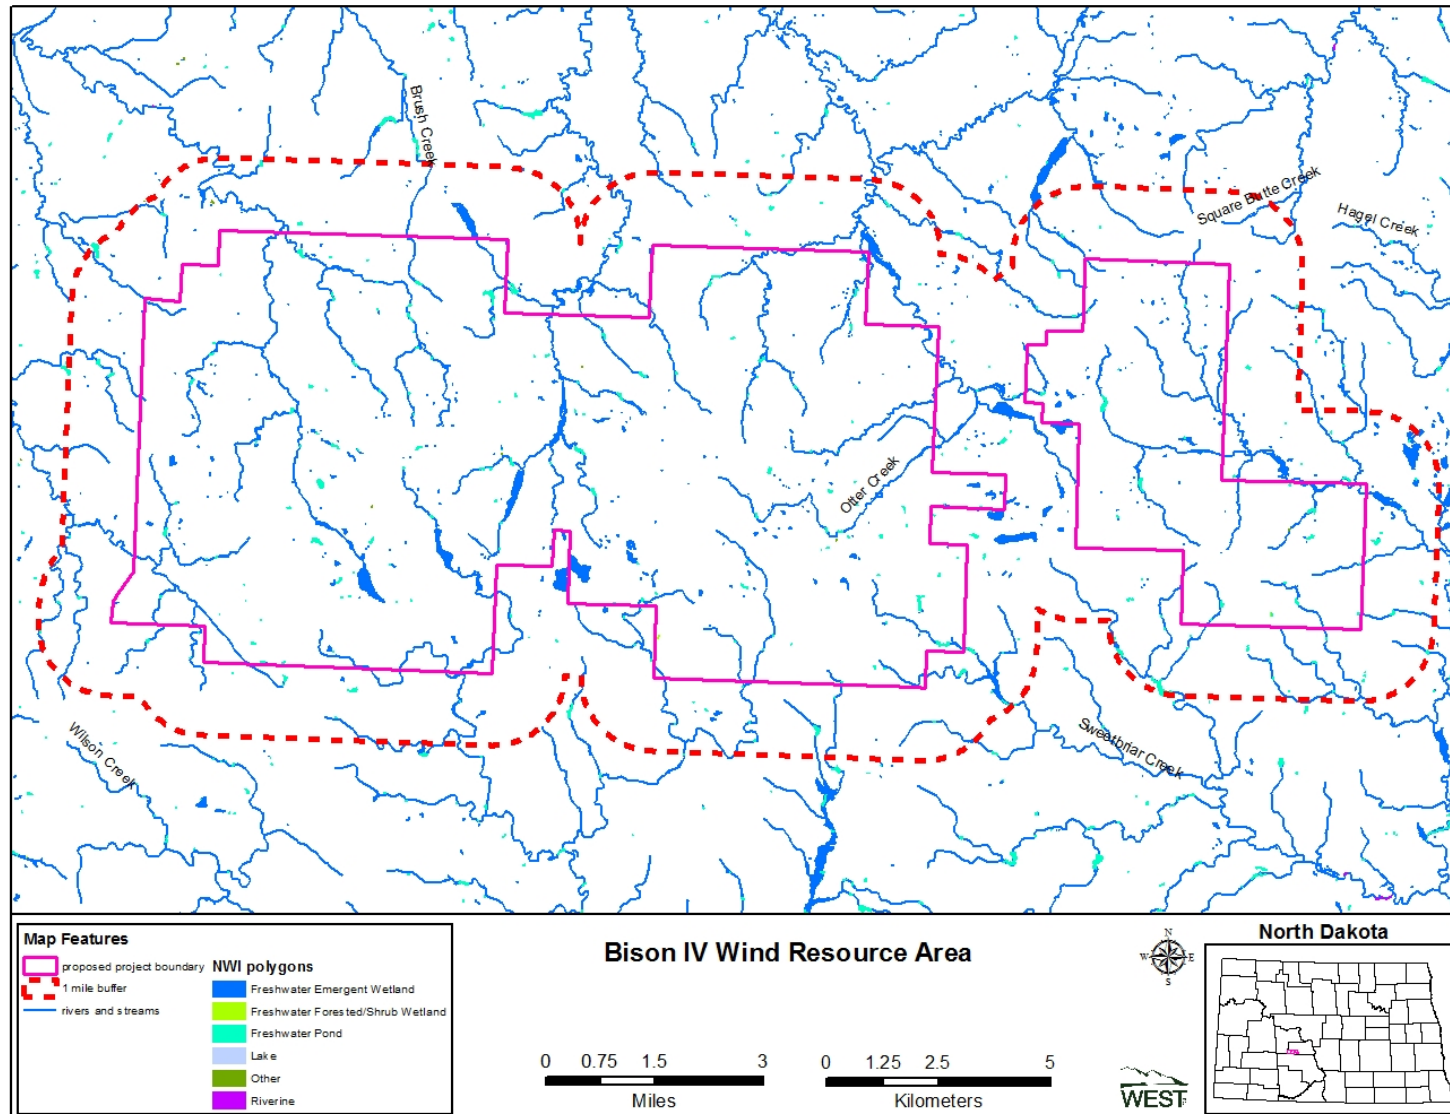 Brush Creek
Square Butte Creek
Hagel Creek
Otter Creek
Wilson Creek
Sweetbriar Creek
Map Features
proposed project boundary
1 mile buffer
rivers and streams
NWI polygons
Freshwater Emergent Wetland
Freshwater Forested/Shrub Wetland
Freshwater Pond
Lake
Other
Riverine
Bison IV Wind Resource Area
0 0.75 1.5 3
Miles
0 1.25 2.5 5
Kilometers
N
W E
S
WEST
North Dakota